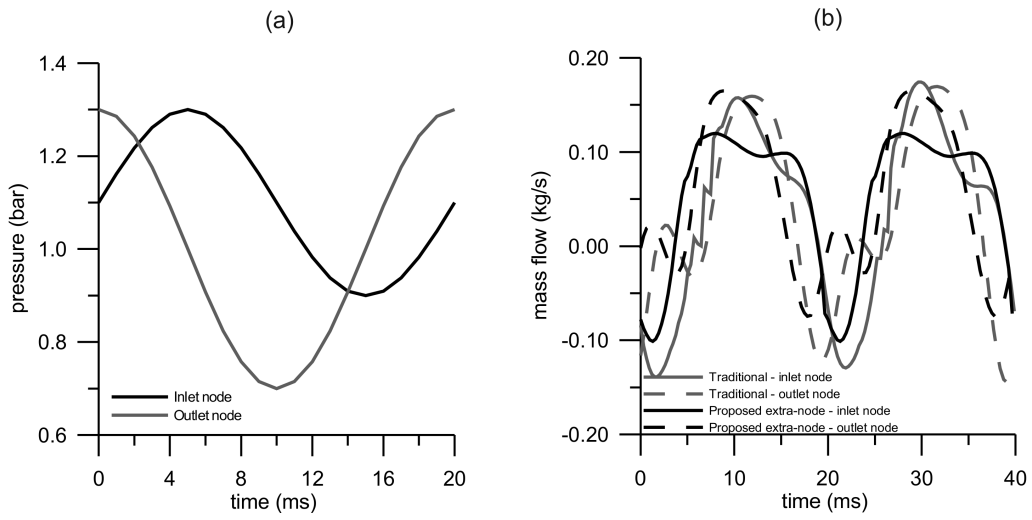 (a)
1.4
1.2
1.0
0.8
0.6
pressure (bar)
Inlet node
Outlet node
0 4 8 12 16 20
time (ms)
(b)
0.20
0.10
0.00
-0.10
-0.20
mass flow (kg/s)
Traditional - inlet node
Traditional - outlet node
Proposed extra-node - inlet node
Proposed extra-node - outlet node
0 10 20 30 40
time (ms)